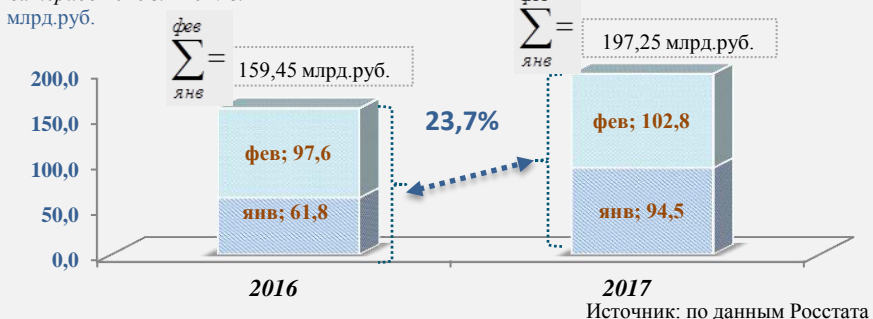 млрд.руб.
фев
∑ =
янв
159,45 млрд.руб.
∑ =
янв
197,25 млрд.руб.
200,0
150,0
100,0
50,0
0,0
23,7%
фев; 97,6
янв; 61,8
фев; 102,8
янв; 94,5
2016
2017
Источник: по данным Росстата